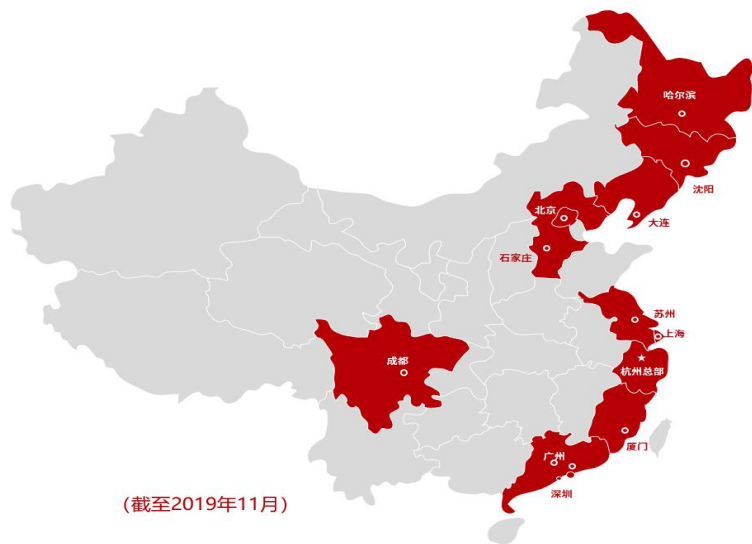 哈尔滨
沈阳
北京
大连
石家庄
苏州
上海
成都
杭州总部
厦门
广州
深圳
(截至2019年11月)